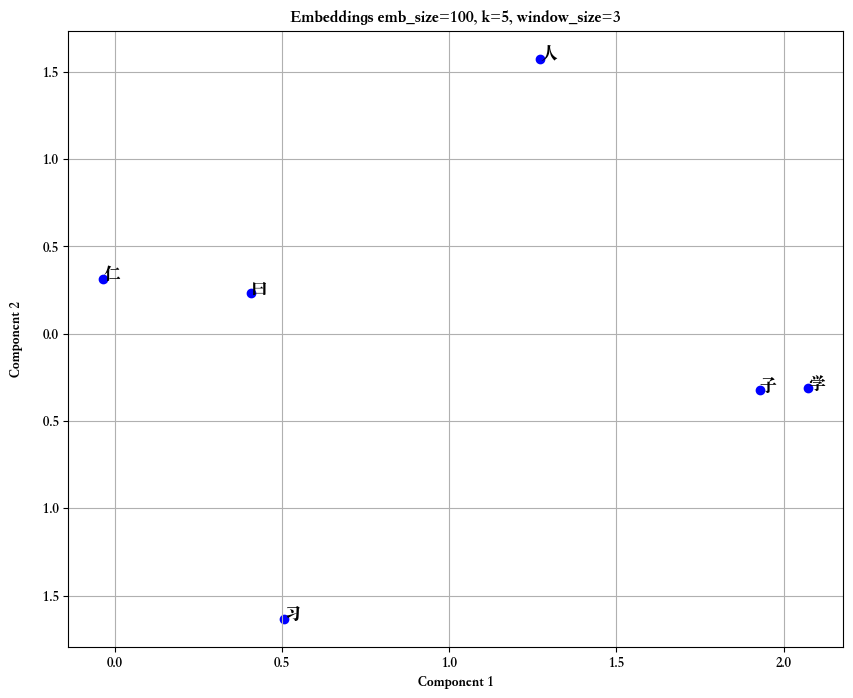 Embeddings emb_size=100, k=5, window_size=3
人
1.5
1.0
0.5
仁
曰
0.0
Component 2
子
学
0.5
1.0
1.5
习
0.0
0.5
1.0
1.5
2.0
Component 1